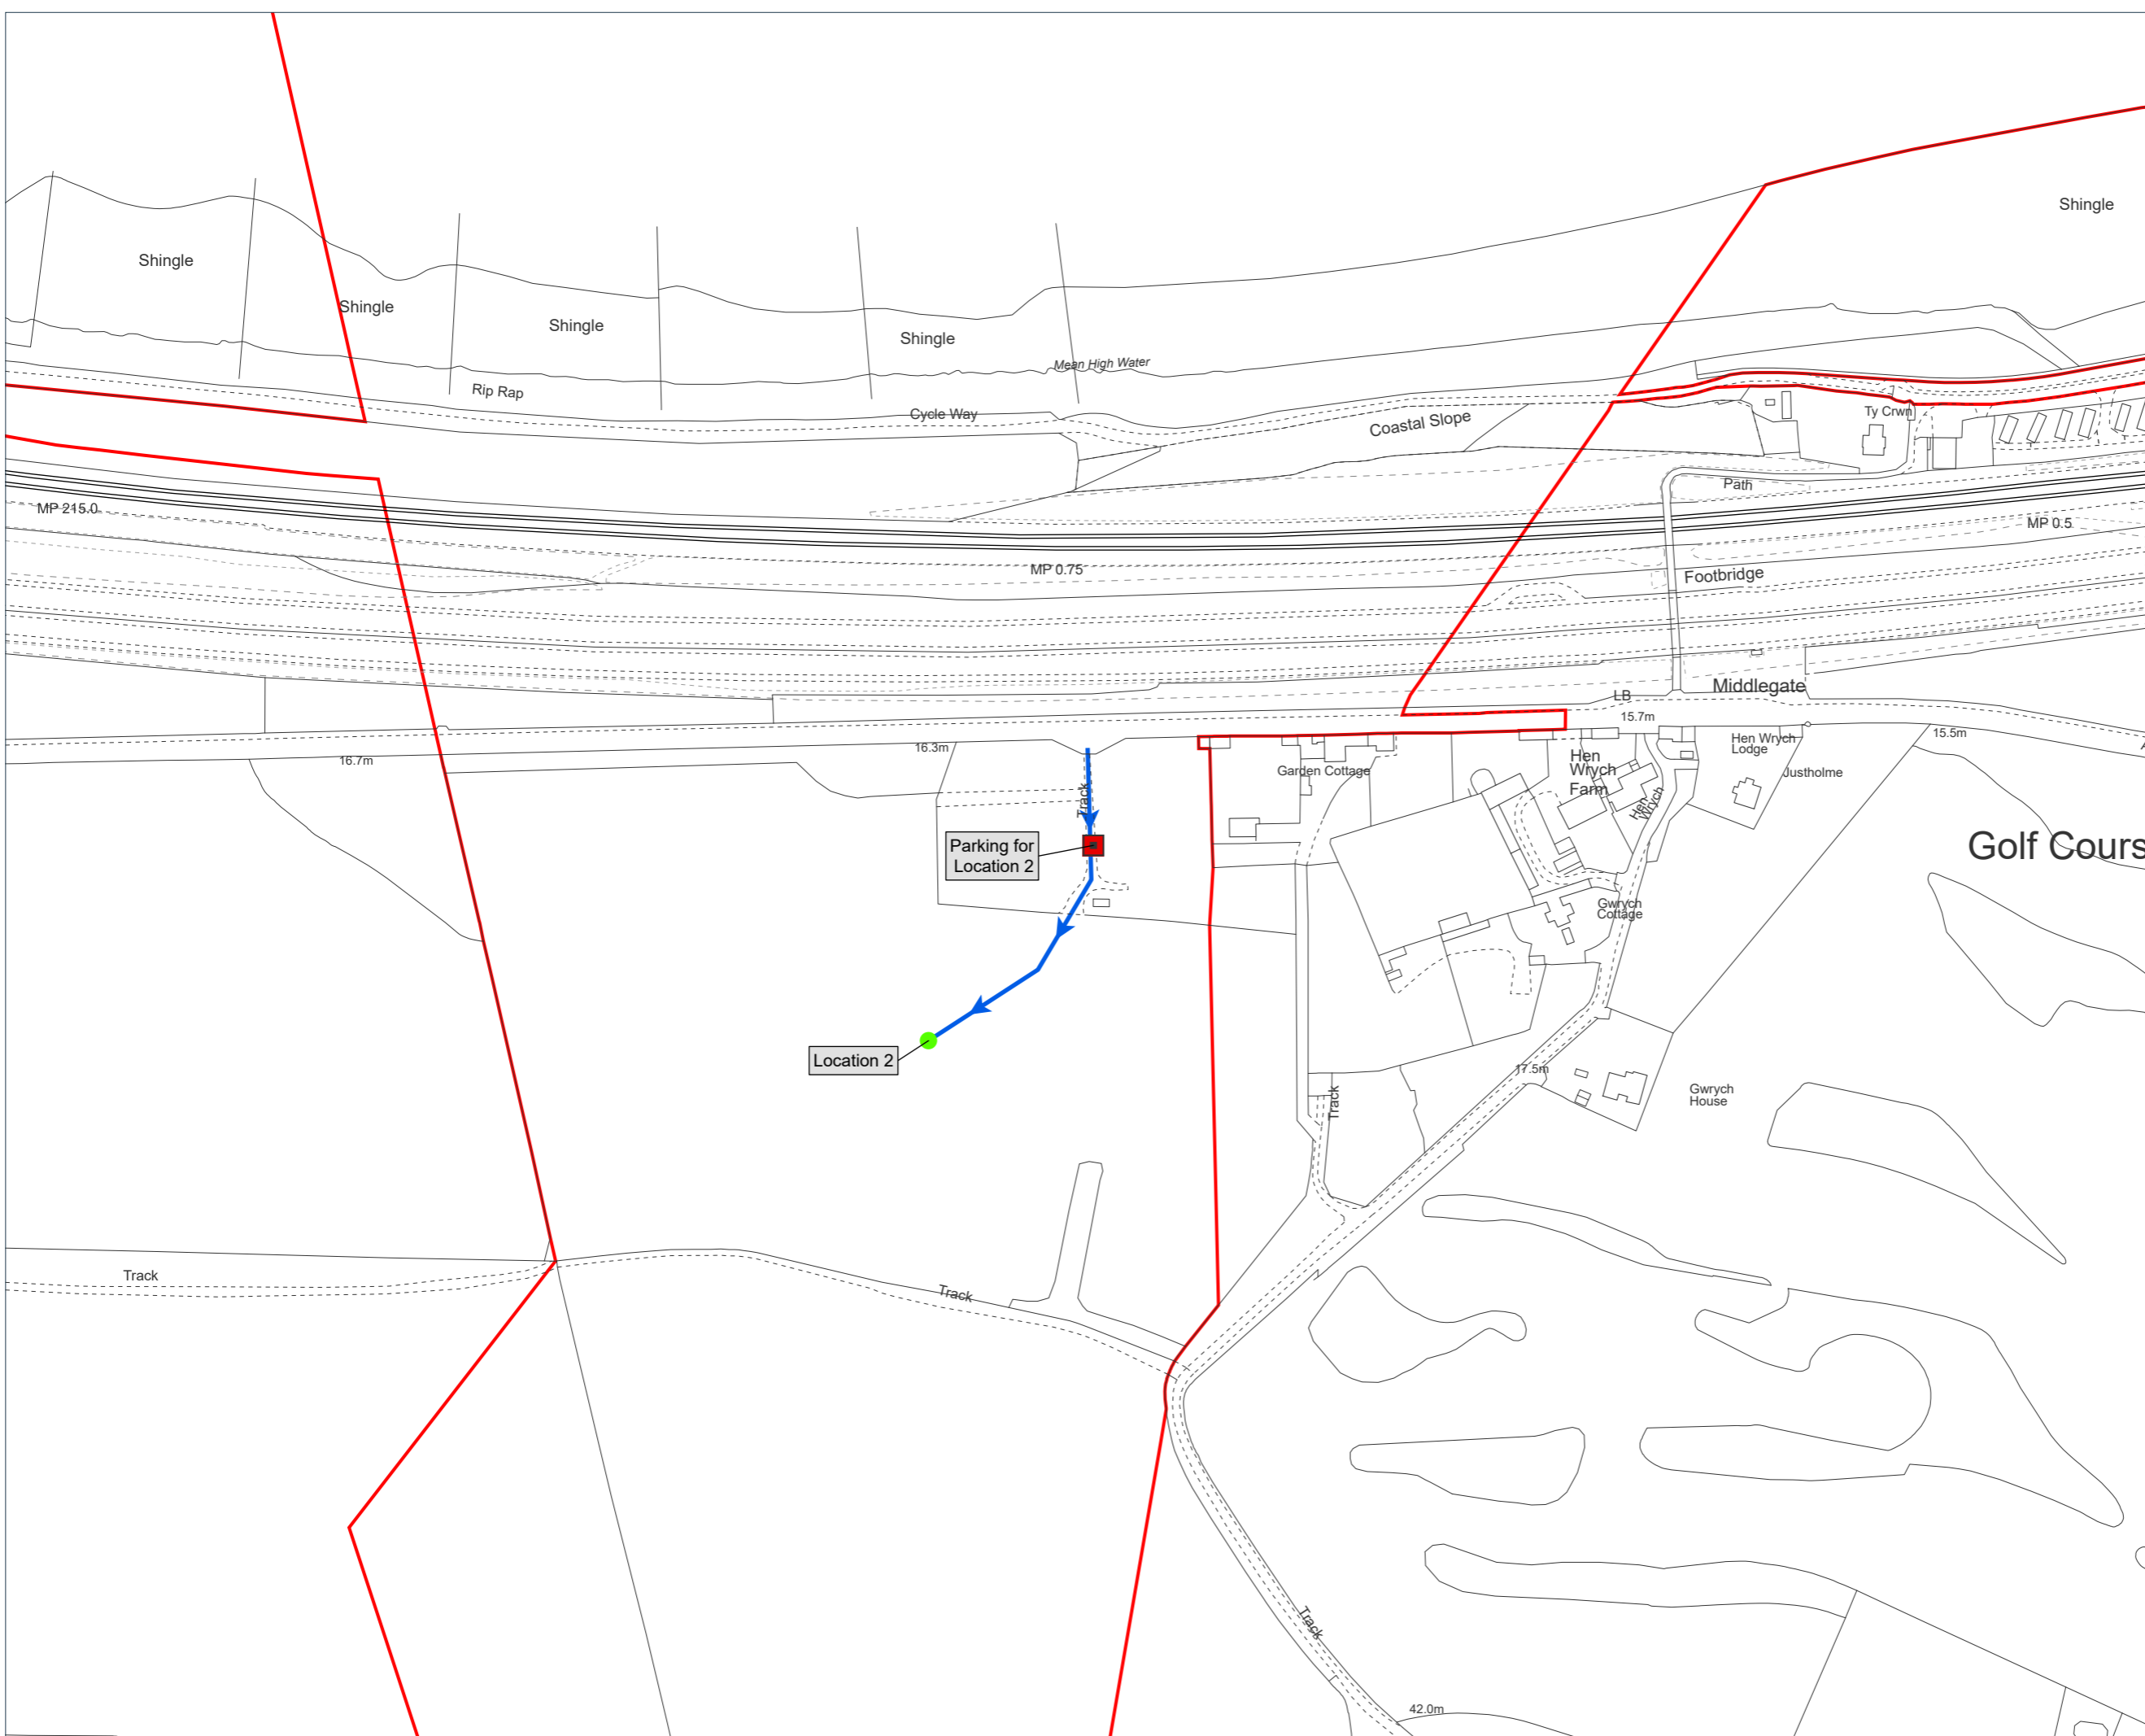 Shingle
Shingle
Shingle
Shingle
Shingle
Mean High Water
Rip Rap
Cycle Way
Coastal Slope
Ty Crwn
Path
MP 215.0
MP 0.5
MP 0.75
Footbridge
Middlegate
LB
15.7m
15.5m
16.3m
16.7m
Hen Wrych
Lodge
Garden Cottage
Hen
Wrych
Farm
Justholme
Track
Hen
Wrych
Parking for
Location 2
Golf Cours
Gwrych
Cottage
Location 2
17.5m
Gwrych
House
Track
Track
Track
Track
42.0m